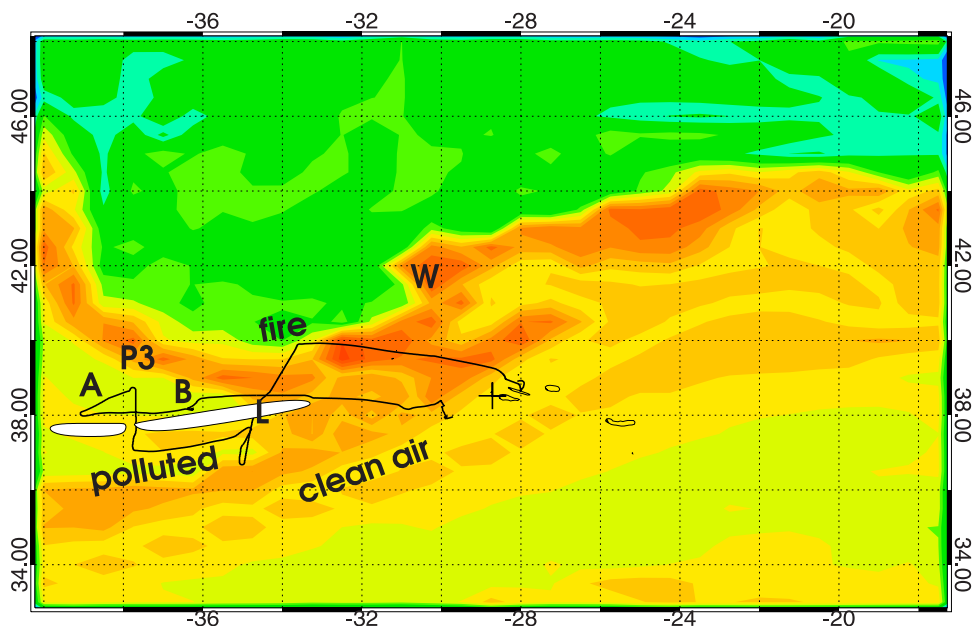 -36 -32 -28 -24 -20
46.00 46.00
42.00 W 42.00
fire
P3
A B
38.00 L 38.00
polluted clean air
34.00 34.00
-36 -32 -28 -24 -20